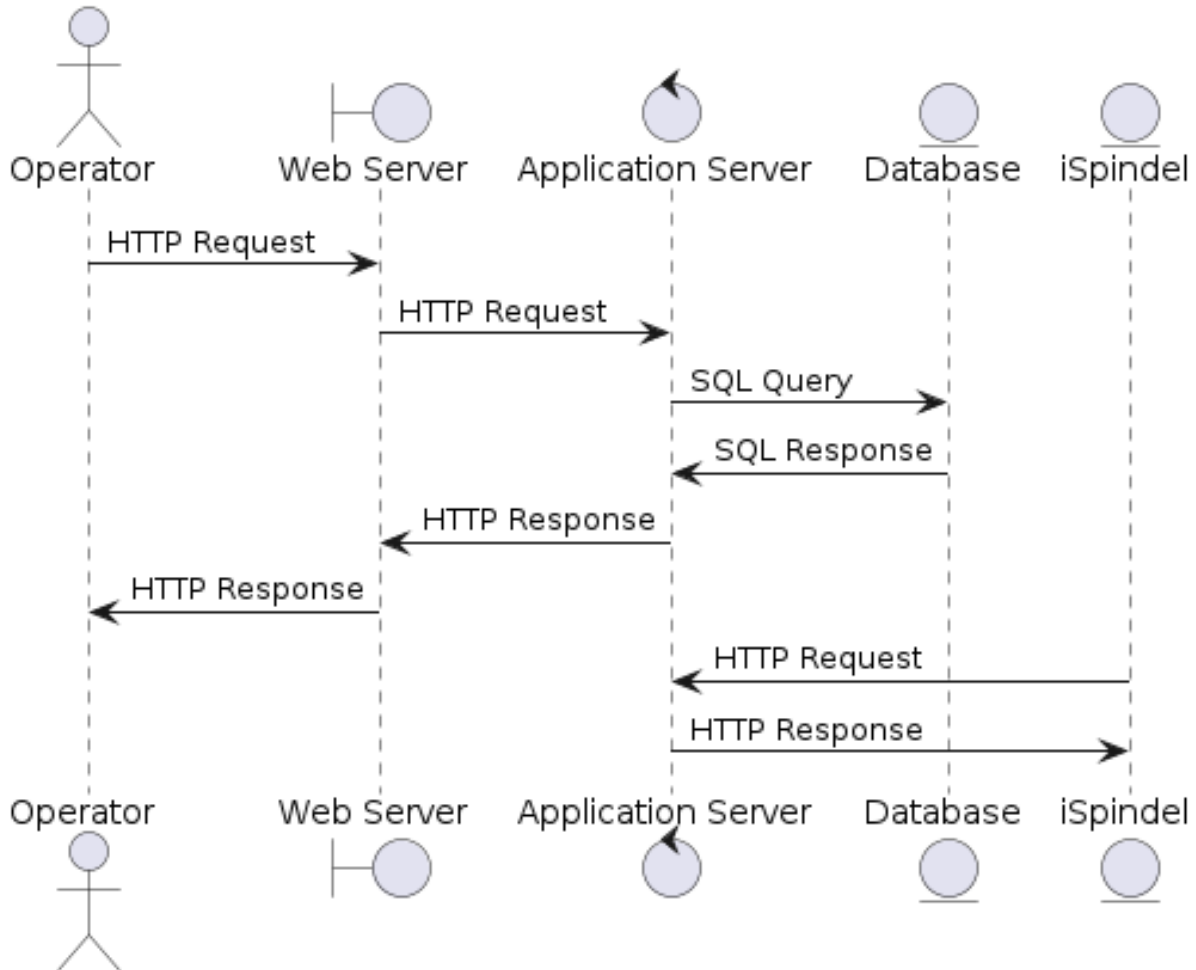 Operator
Web Server
Application Server
Database
iSpindel
HTTP Request
HTTP Request
SQL Query
SQL Response
HTTP Response
HTTP Response
HTTP Request
HTTP Response
Operator
Web Server
Application Server
Database
iSpindel